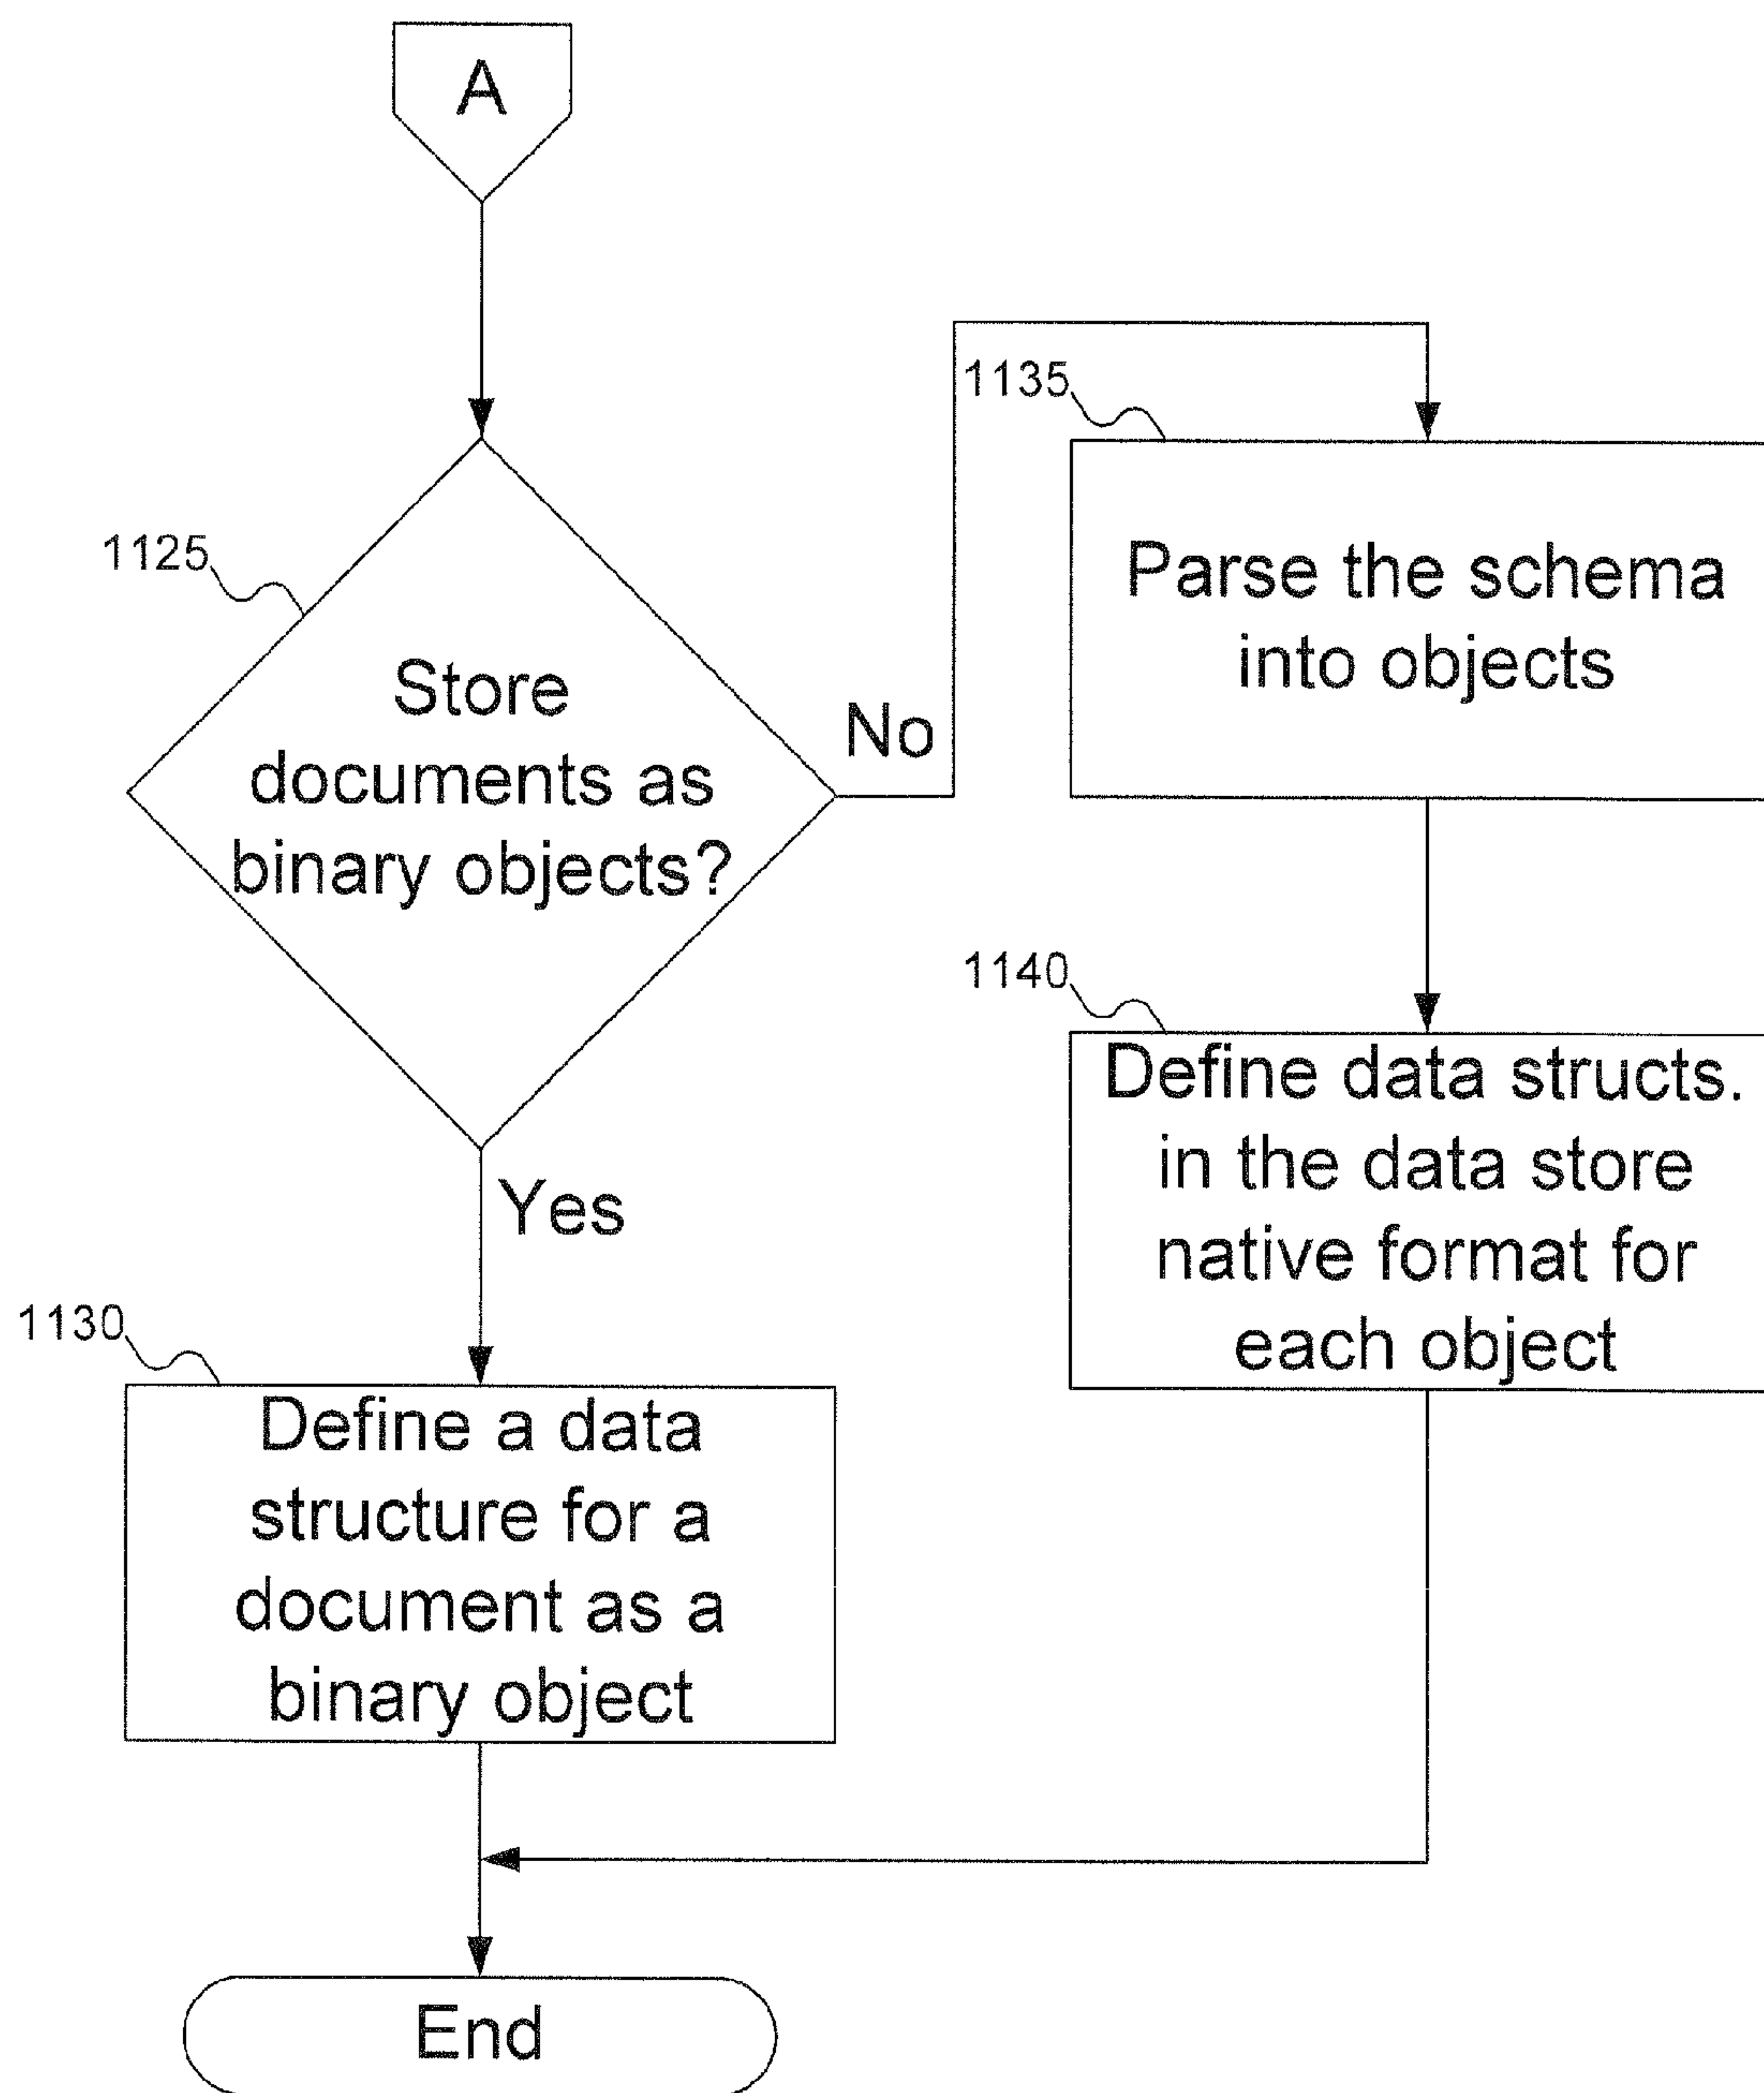 A
1125
Store
documents as
binary objects?
No
Yes
1130
Define a data
structure for a
document as a
binary object
1135
Parse the schema
into objects
1140
Define data structs.
in the data store
native format for
each object
End